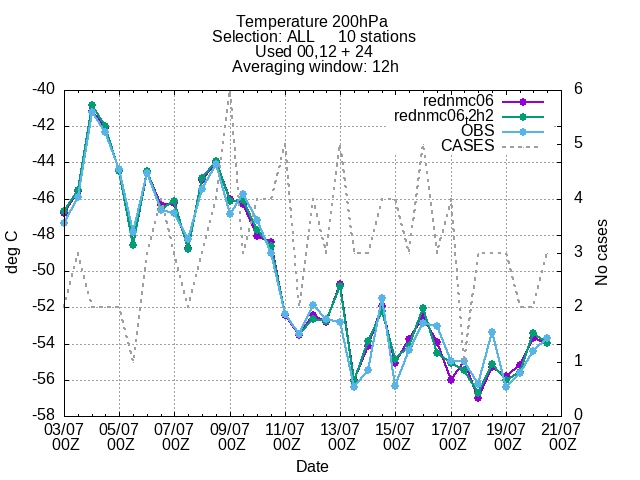 Temperature 200hPa
Selection: ALL 10 stations
Used 00,12 + 24
Averaging window: 12h
-40
-42
-44
-46
-48
-50
-52
-54
-56
-58
deg C
6
5
4
3
2
1
0
No cases
rednmc06
rednmc06,2h2
OBS
CASES
03/07 05/07 07/07 09/07 11/07 13/07 15/07 17/07 19/07 21/07
00Z 00Z 00Z 00Z 00Z 00Z 00Z 00Z 00Z 00Z
Date